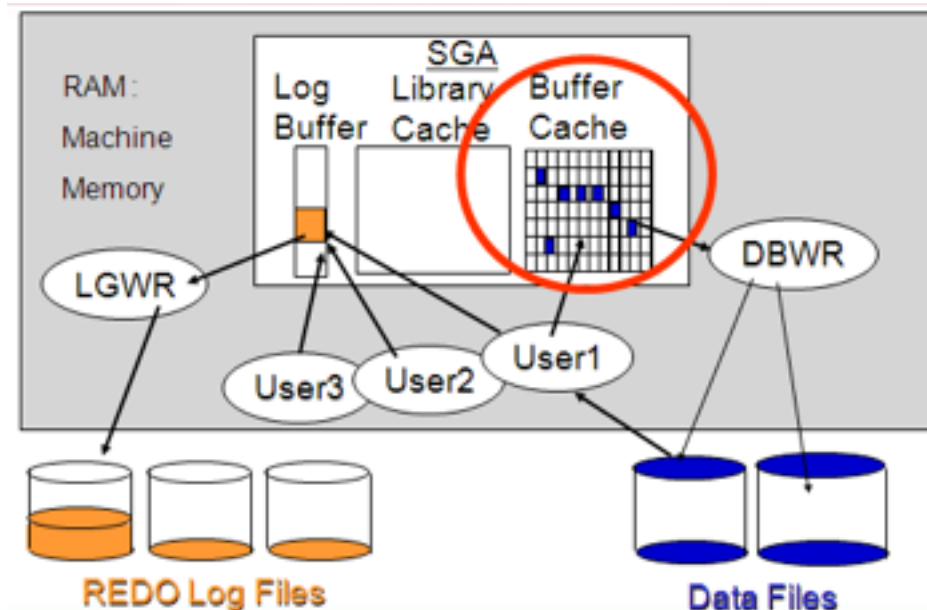 SGA
RAM :
Machine
Memory
Log
Buffer
Library
Cache
Buffer
Cache
LGWR
DBWR
User3
User2
User1
REDO Log Files
Data Files